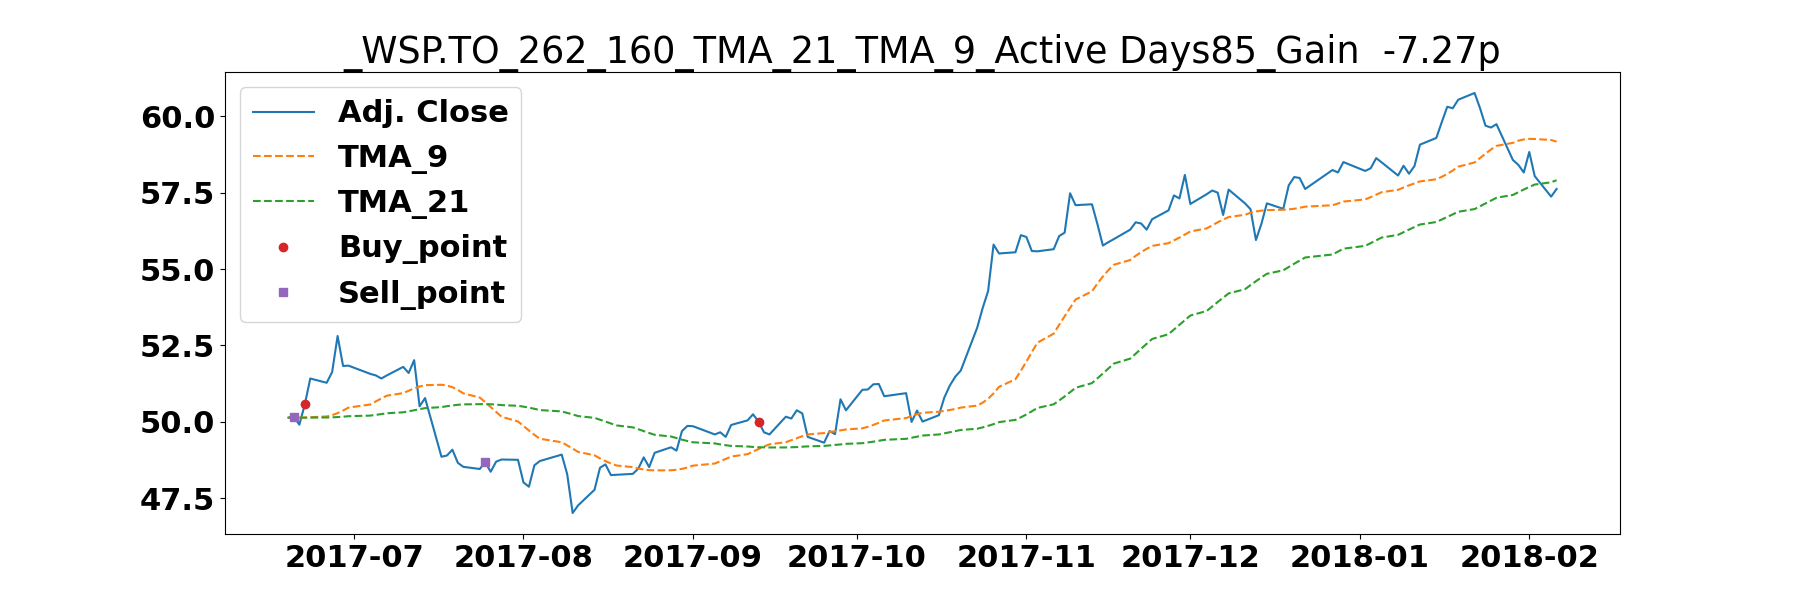 _WSP.TO_262_160_TMA_21_TMA_9_Active Days85_Gain  -7.27p
Adj. Close
TMA_9
TMA_21
Buy_point
Sell_point
60.0
57.5
55.0
52.5
50.0
47.5
2017-07 2017-08 2017-09 2017-10 2017-11 2017-12 2018-01 2018-02